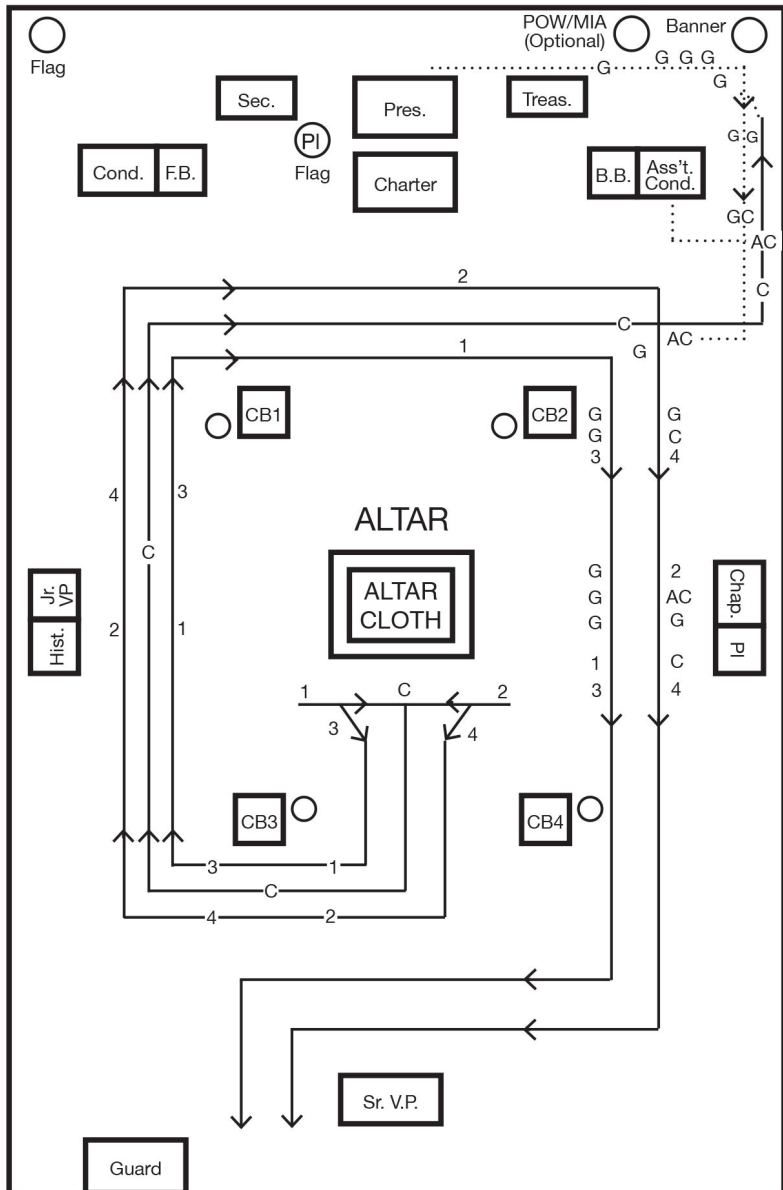 POW/MIA
(Optional)
Banner
Flag
G G G
G
G
Sec.
Pres.
Treas.
PI
Flag
G G
Cond. F.B.
Charter
B.B. Ass't.
Cond.
GC
AC
2
C
C
1
G
AC
CB1
CB2
G
G
3
G
C
4
4
3
ALTAR
C
ALTAR
CLOTH
Jr.
VP
Hist.
2
1
G
G
G
1
3
2
AC
G
C
4
Chap.
PI
1
C
2
3
4
CB3
CB4
3
1
C
4
2
Sr. V.P.
Guard